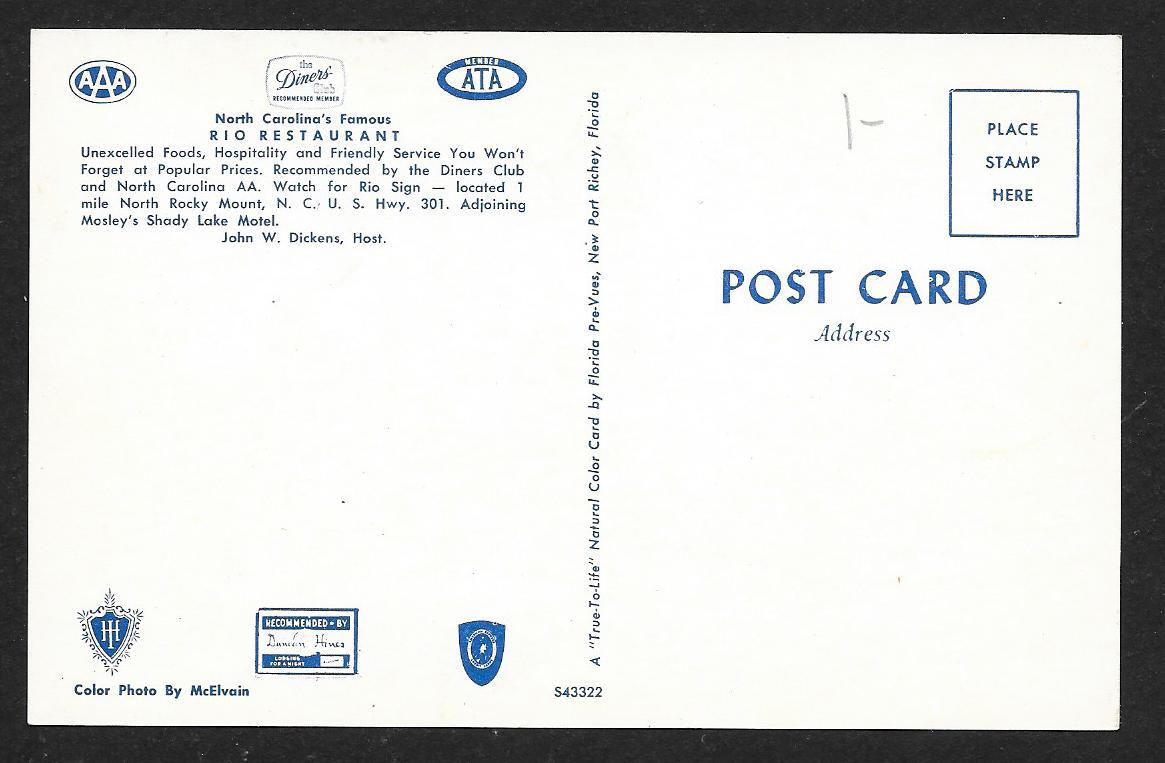 AAA
the
Diners'
Club
RECOMMENDED MEMBER
MEMBER
ATA
North Carolina's Famous
RIO RESTAURANT
Unexcelled Foods, Hospitality and Friendly Service You Won't
Forget at Popular Prices. Recommended by the Diners Club
and North Carolina AA. Watch for Rio Sign — located 1
mile North Rocky Mount, N. C. U. S. Hwy. 301. Adjoining
Mosley's Shady Lake Motel.
John W. Dickens, Host.
HI
RECOMMENDED • BY
Duncan Hines
LODGING
FOR A NIGHT
Color Photo By McElvain
S43322
A "True-To-Life" Natural Color Card by Florida Pre-Vues, New Port Richey, Florida
1-
PLACE
STAMP
HERE
POST CARD
Address